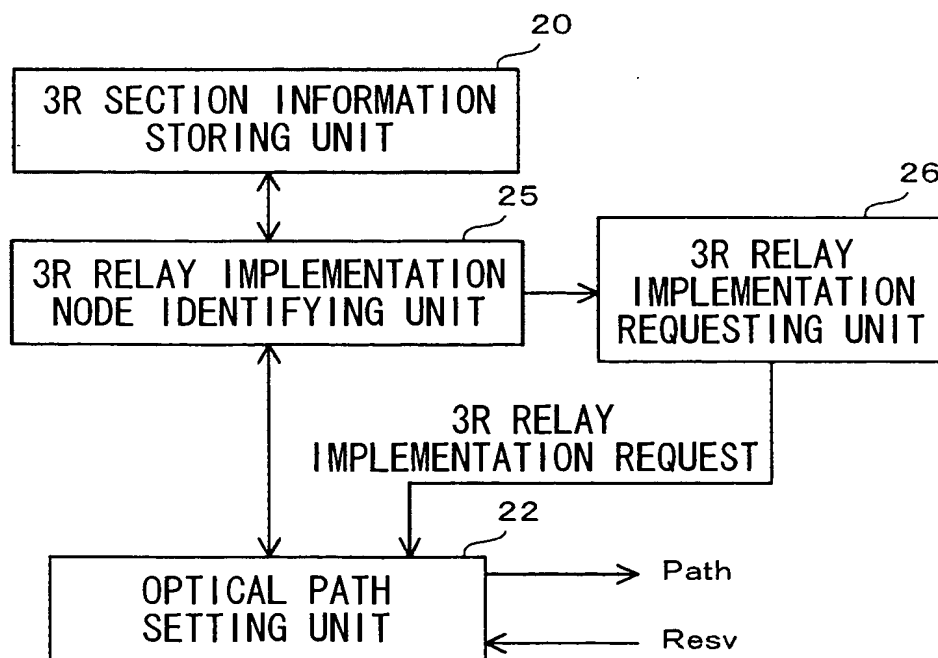 20
3R SECTION INFORMATION
STORING UNIT
25
3R RELAY IMPLEMENTATION
NODE IDENTIFYING UNIT
26
3R RELAY
IMPLEMENTATION
REQUESTING UNIT
3R RELAY
IMPLEMENTATION REQUEST
22
OPTICAL PATH
SETTING UNIT
Path
Resv